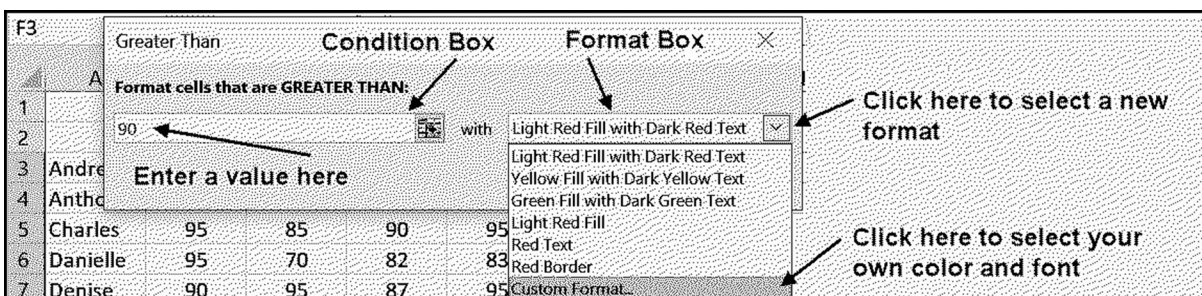 F3
Greater Than
Condition Box
Format Box
A
Format cells that are GREATER THAN:
Click here to select a new
format
1
90
with
Light Red Fill with Dark Red Text
2
Light Red Fill with Dark Red Text
Enter a value here
Yellow Fill with Dark Yellow Text
3 Andre
Green Fill with Dark Green Text
4 Antho
Light Red Fill
5 Charles 95 85 90 95
Red Text
Click here to select your
own color and font
6 Danielle 95 70 82 83
Red Border
7 Denise 90 95 87 95
Custom Format...